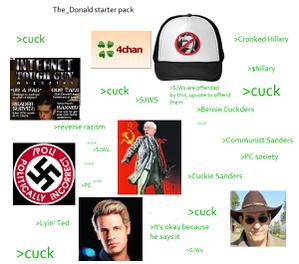 The_Donald starter pack
>cuck
4chan
>Crooked Hillary
INTERNET
TOUGH GUY
magazine
>$hillary
>cuck
>SJWS
>SJWs are offended
by this, upvote to offend
them
>cuck
>Bernie Cuckders
>reverse racism
>SJWs
>Communist Sanders
/POL/
POLITICALLY INCORRECT
>PC society
>PC
>Cuckie Sanders
>Lyin' Ted
>cuck
>It's okay because
he says it
>SJWs
>cuck